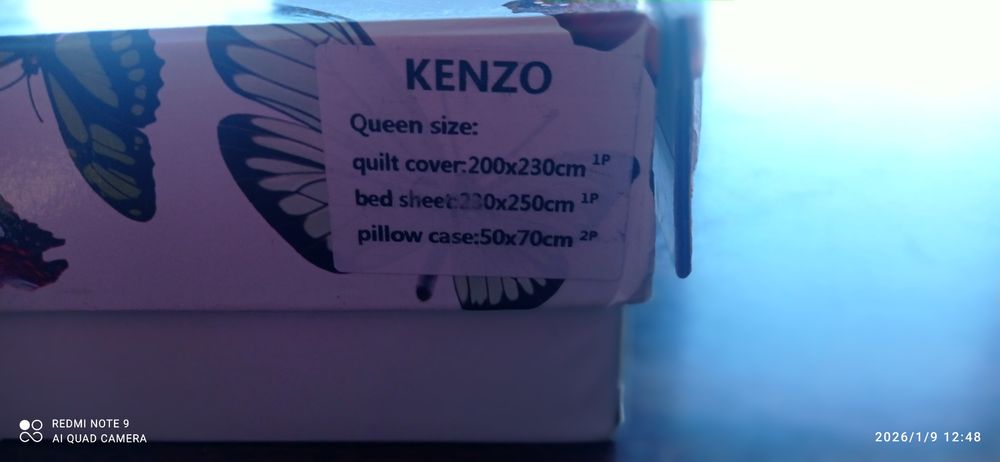 KENZO
Queen size:
quilt cover:200x230cm 1P
bed sheet:230x250cm 1P
pillow case:50x70cm 2P
REDMI NOTE 9
AI QUAD CAMERA
2026/1/9 12:48